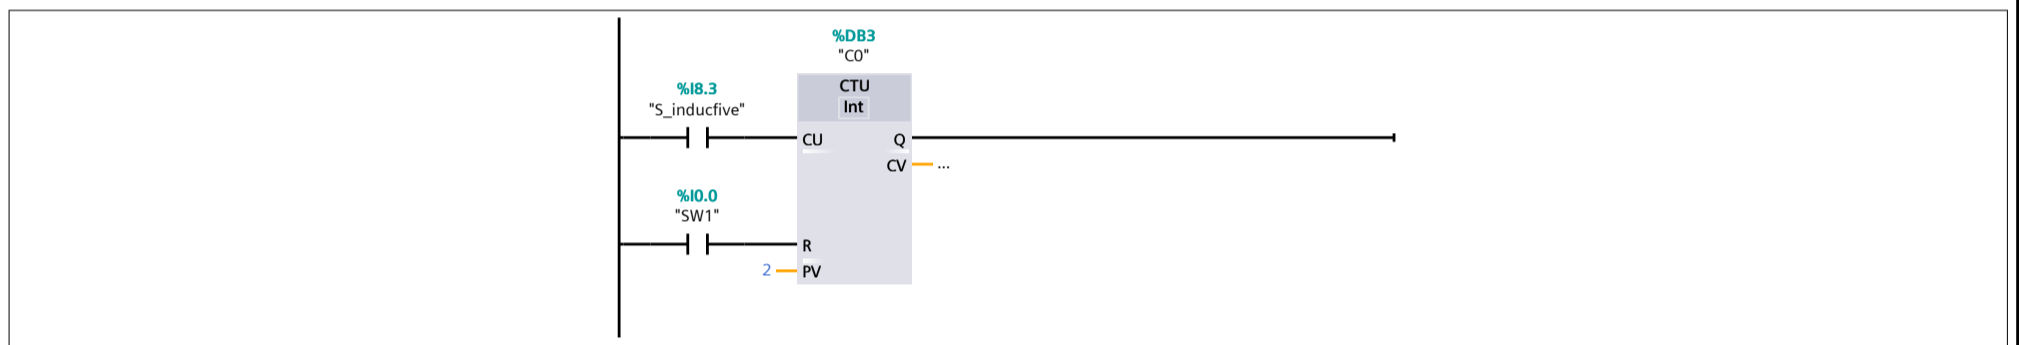 %DB3
"C0"
CTU
Int
%I8.3
"S_inducfive"
CU
Q
CV
...
%I0.0
"SW1"
R
2
PV